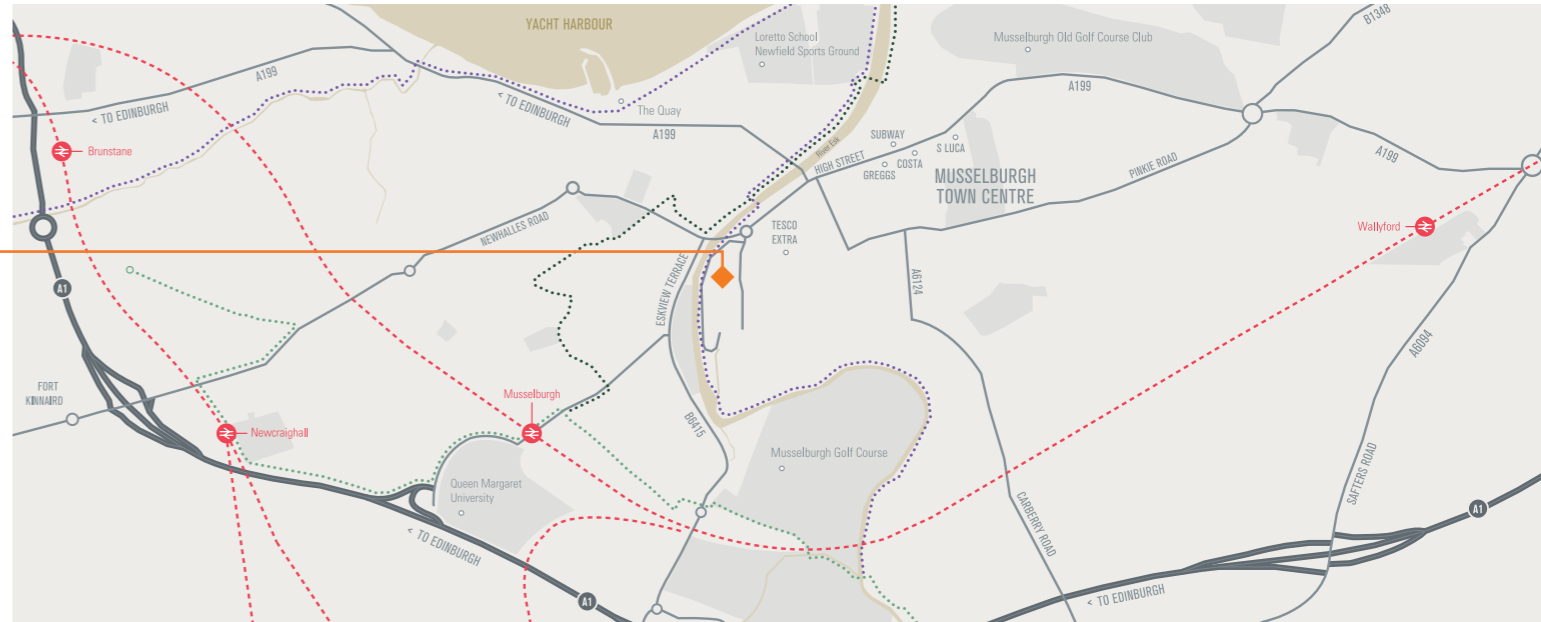 YACHT HARBOUR
Loretto School
Newfield Sports Ground
Musselburgh Old Golf Course Club
B1348
A199
< TO EDINBURGH
< TO EDINBURGH
The Quay
A199
A199
Brunstane
River Esk
HIGH STREET
SUBWAY
GREGGS
COSTA
S LUCA
MUSSELBURGH
TOWN CENTRE
PINKIE ROAD
A199
NEWHALLES ROAD
TESCO
EXTRA
Wallyford
A1
ESKVIEW TERRACE
A6124
A6094
FORT
KINNAIRD
Newcraighall
Musselburgh
B6415
Queen Margaret
University
Musselburgh Golf Course
CARBERRY ROAD
SALTERS ROAD
A1
< TO EDINBURGH
A1
< TO EDINBURGH